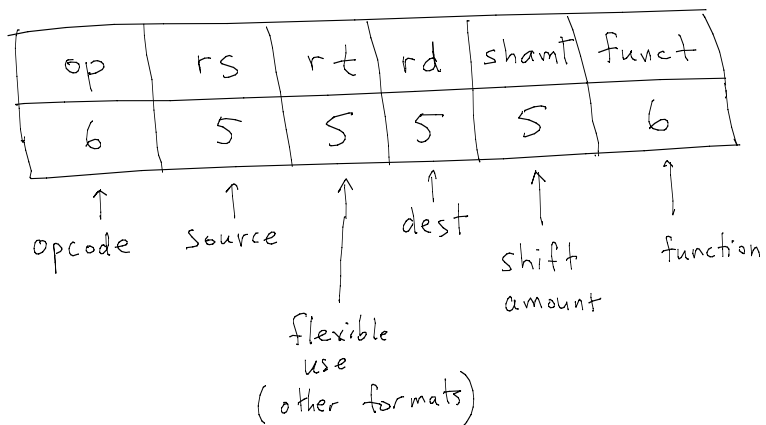 op rs rt rd shamt funct
6 5 5 5 5 6
opcode source dest function
shift
amount
flexible
use
(other formats)